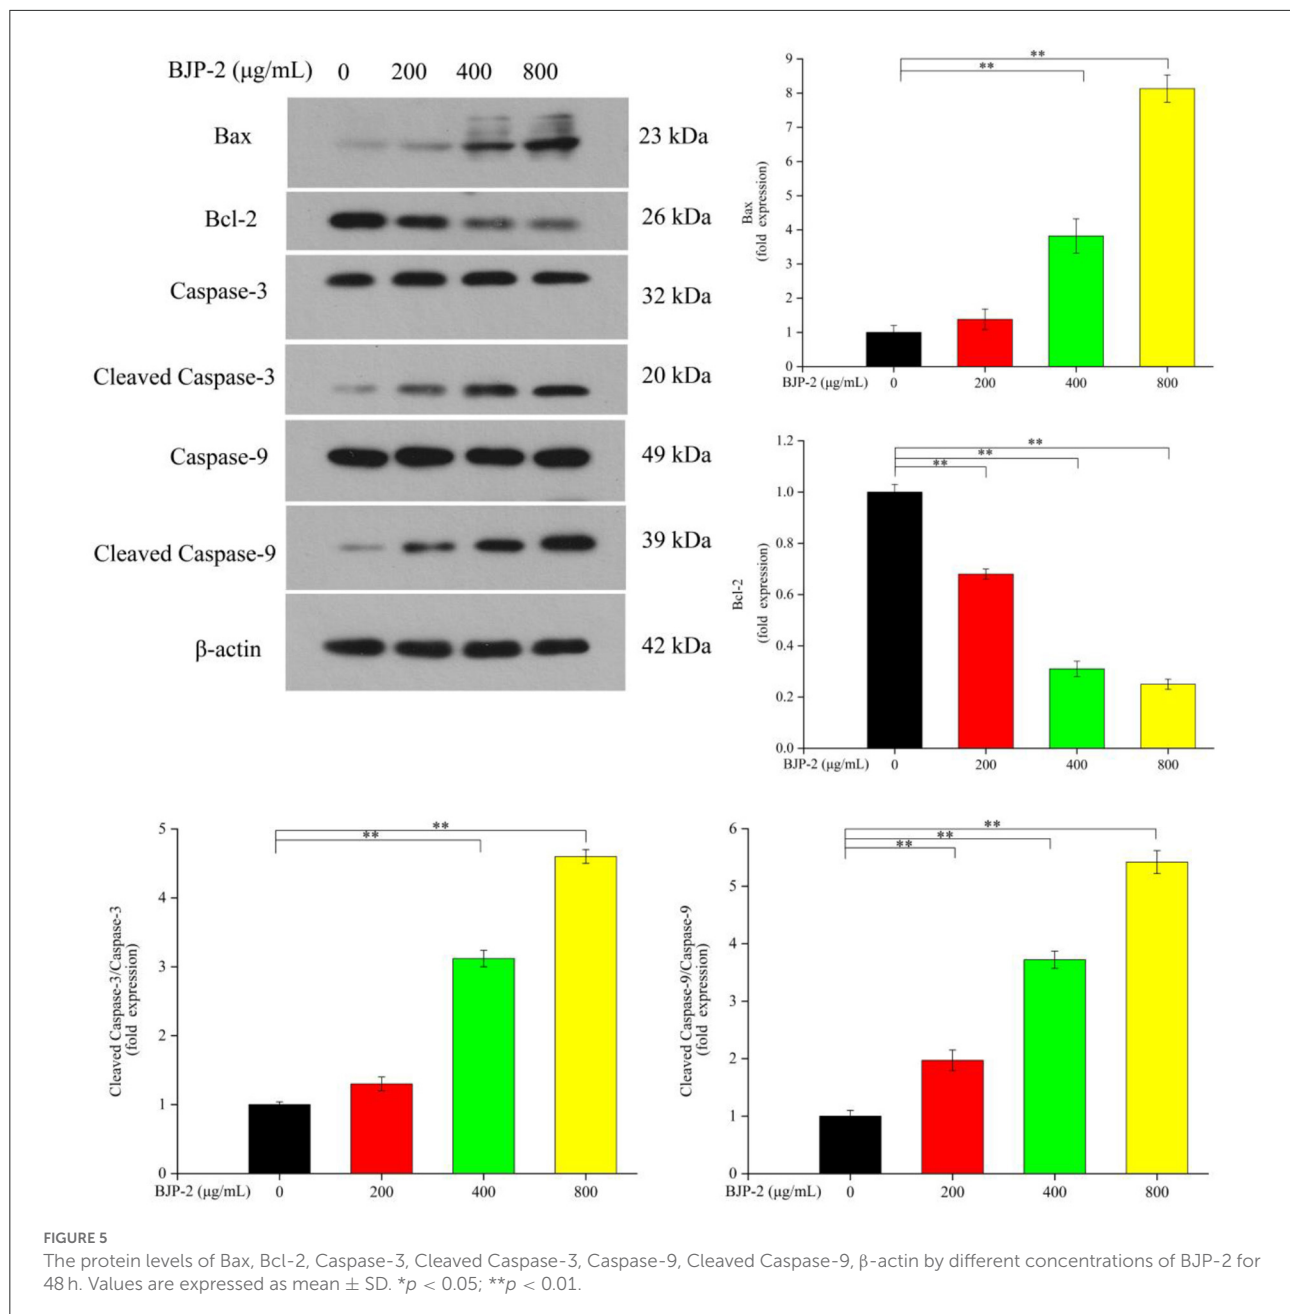 BJP-2 (μg/mL) 0 200 400 800
Bax 23 kDa
Bcl-2 26 kDa
Caspase-3 32 kDa
Cleaved Caspase-3 20 kDa
Caspase-9 49 kDa
Cleaved Caspase-9 39 kDa
β-actin 42 kDa
**
**
9
8
7
6
5
4
3
2
1
0
Bax
(fold expression)
BJP-2 (μg/mL) 0 200 400 800
**
**
**
1.2
1.0
0.8
0.6
0.4
0.2
0.0
Bcl-2
(fold expression)
BJP-2 (μg/mL) 0 200 400 800
**
**
5
4
3
2
1
0
Cleaved Caspase-3/Caspase-3
(fold expression)
BJP-2 (μg/mL) 0 200 400 800
**
**
**
6
5
4
3
2
1
0
Cleaved Caspase-9/Caspase-9
(fold expression)
BJP-2 (μg/mL) 0 200 400 800
FIGURE 5
The protein levels of Bax, Bcl-2, Caspase-3, Cleaved Caspase-3, Caspase-9, Cleaved Caspase-9, β-actin by different concentrations of BJP-2 for
48 h. Values are expressed as mean ± SD. *p < 0.05; **p < 0.01.